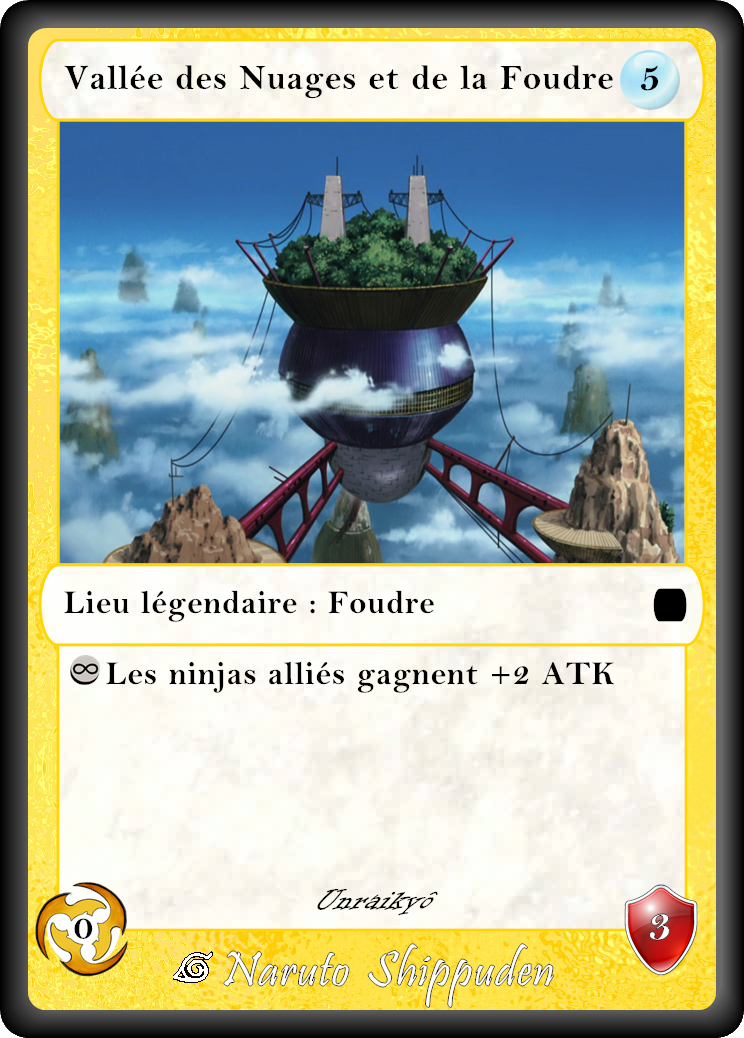 Vallée des Nuages et de la Foudre 5
Lieu légendaire : Foudre
∞ Les ninjas alliés gagnent +2 ATK
Unraikyô
0
3
Naruto Shippuden